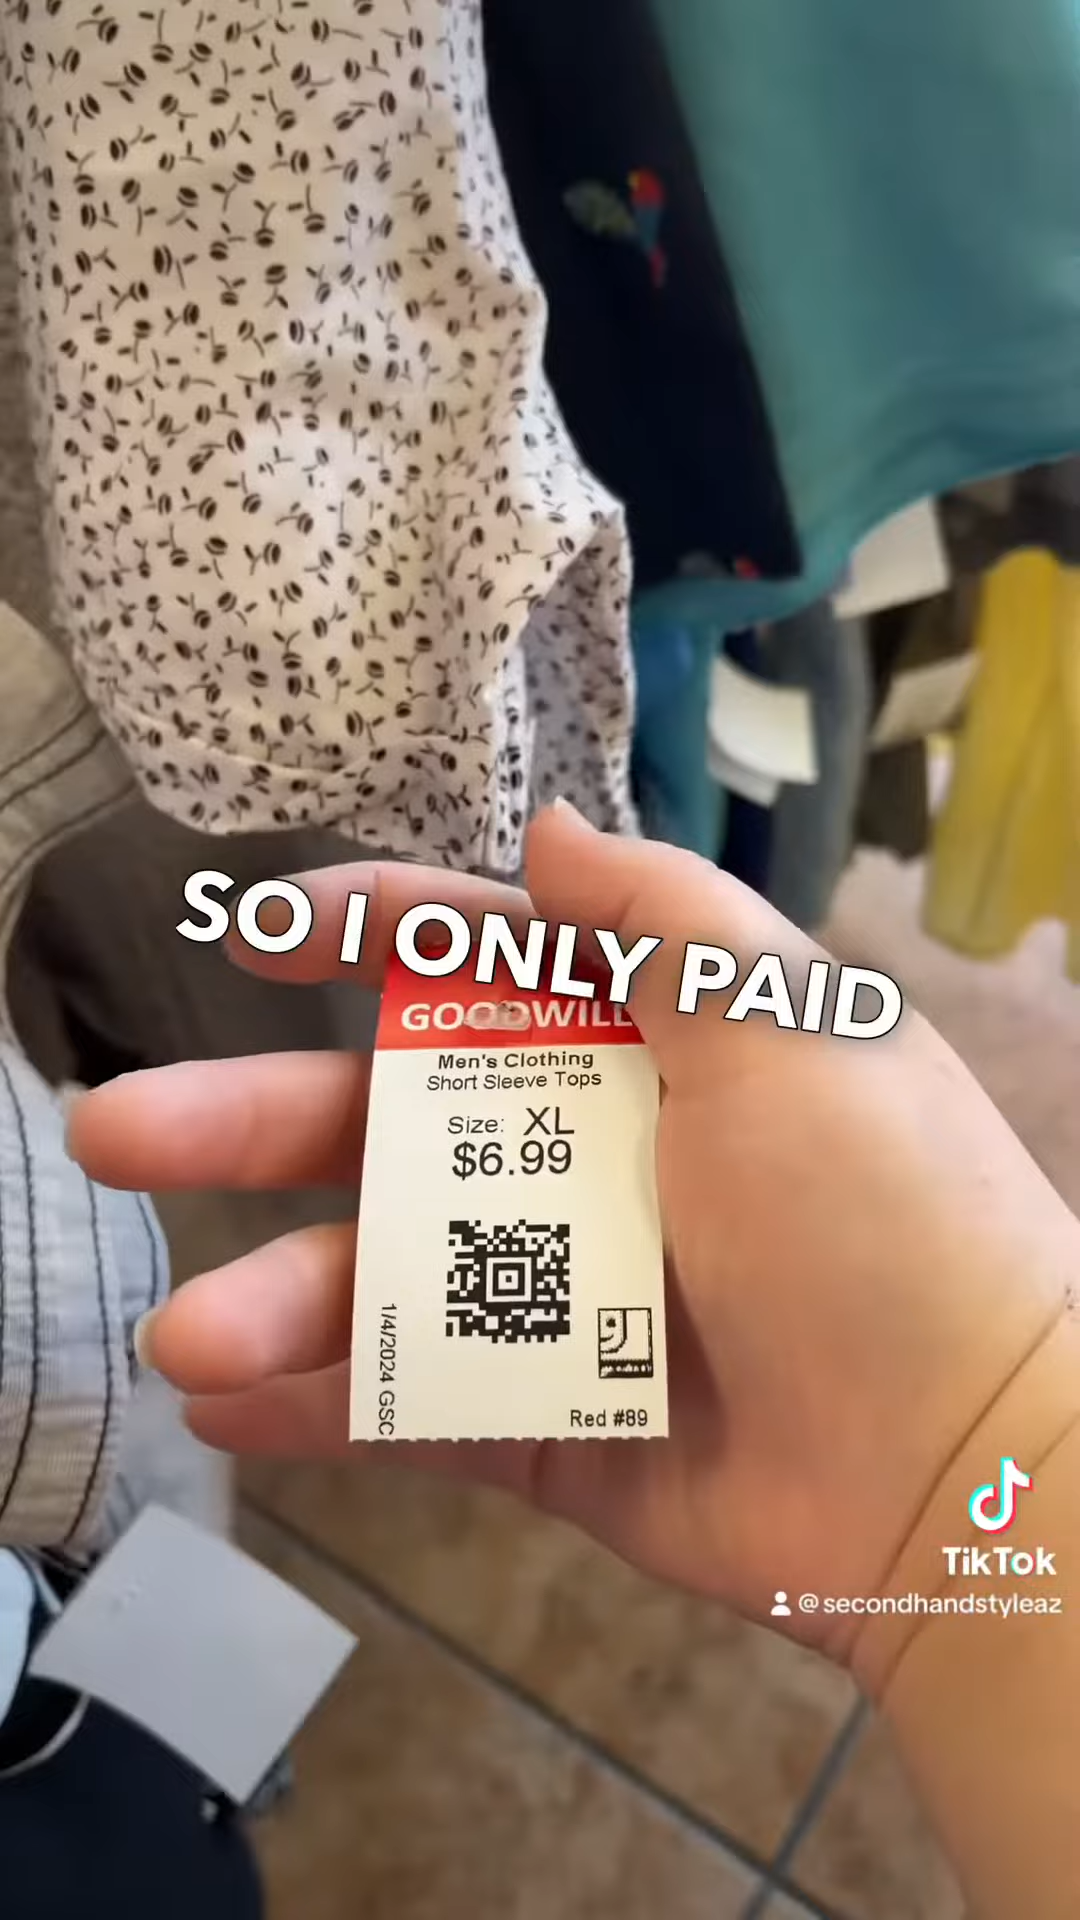 SO I ONLY PAID
GOODWILL
Men's Clothing
Short Sleeve Tops
Size: XL
$6.99
1/4/2024 GSC
Red #89
TikTok
@secondhandstyleaz